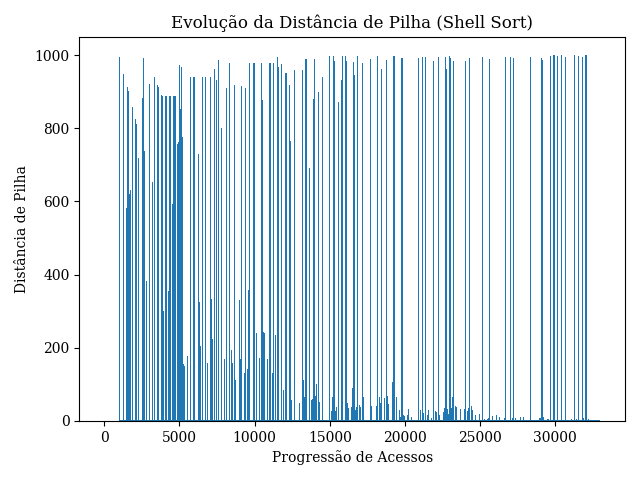 Evolução da Distância de Pilha (Shell Sort)
1000
800
600
400
200
0
Distância de Pilha
0 5000 10000 15000 20000 25000 30000
Progressão de Acessos